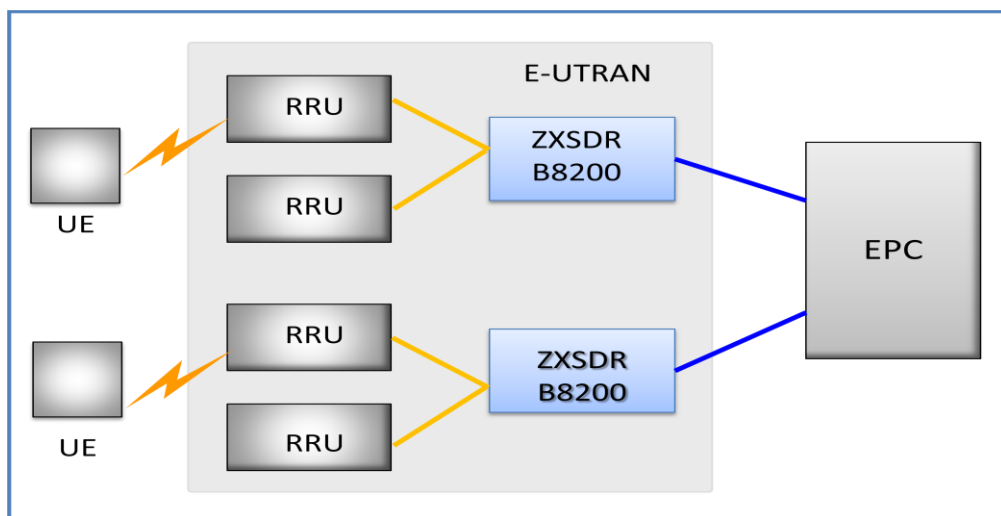 E-UTRAN
RRU
ZXSDR
B8200
UE
RRU
EPC
RRU
ZXSDR
B8200
UE
RRU